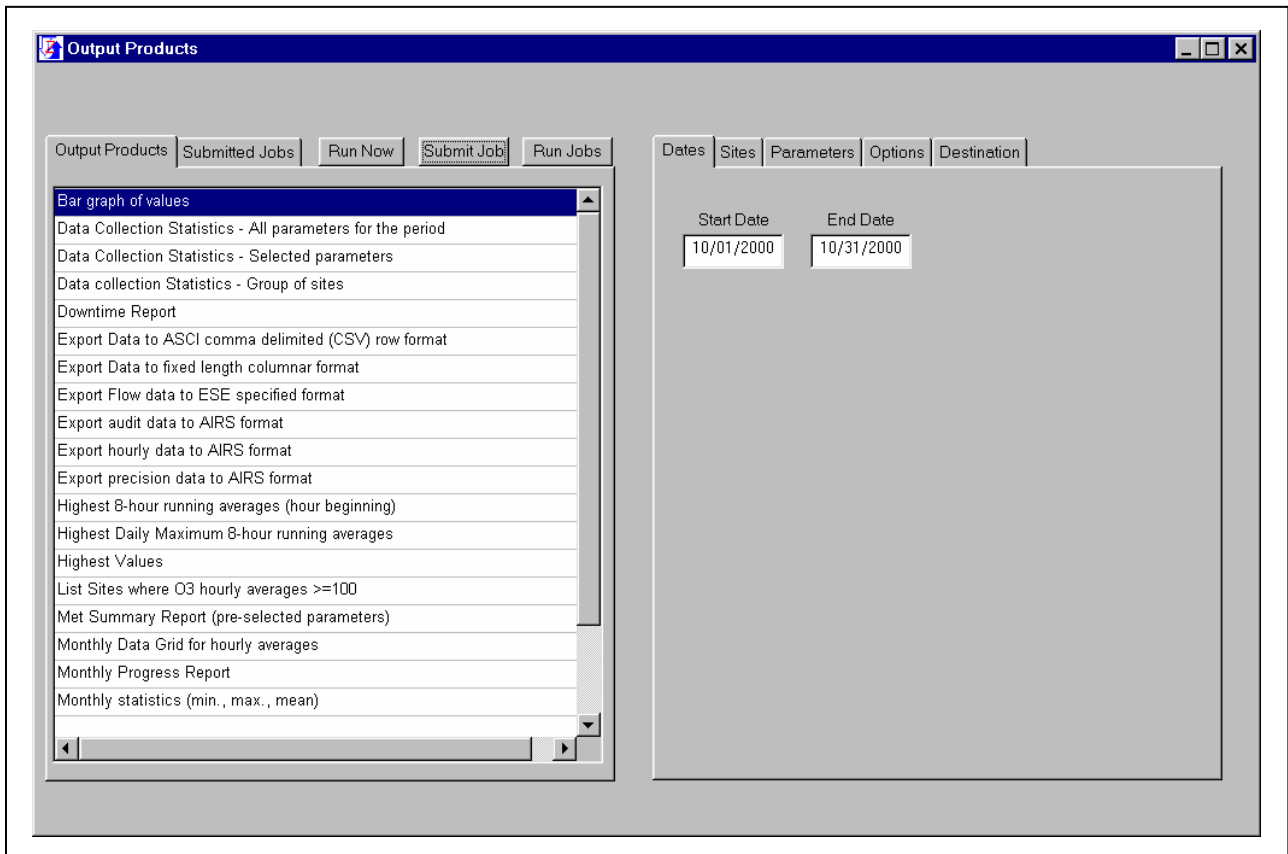 Output Products
Output Products Submitted Jobs Run Now Submit Job Run Jobs
Bar graph of values
Data Collection Statistics - All parameters for the period
Data Collection Statistics - Selected parameters
Data collection Statistics - Group of sites
Downtime Report
Export Data to ASCI comma delimited (CSV) row format
Export Data to fixed length columnar format
Export Flow data to ESE specified format
Export audit data to AIRS format
Export hourly data to AIRS format
Export precision data to AIRS format
Highest 8-hour running averages (hour beginning)
Highest Daily Maximum 8-hour running averages
Highest Values
List Sites where O3 hourly averages >=100
Met Summary Report (pre-selected parameters)
Monthly Data Grid for hourly averages
Monthly Progress Report
Monthly statistics (min., max., mean)
Dates Sites Parameters Options Destination
Start Date End Date
10/01/2000 10/31/2000